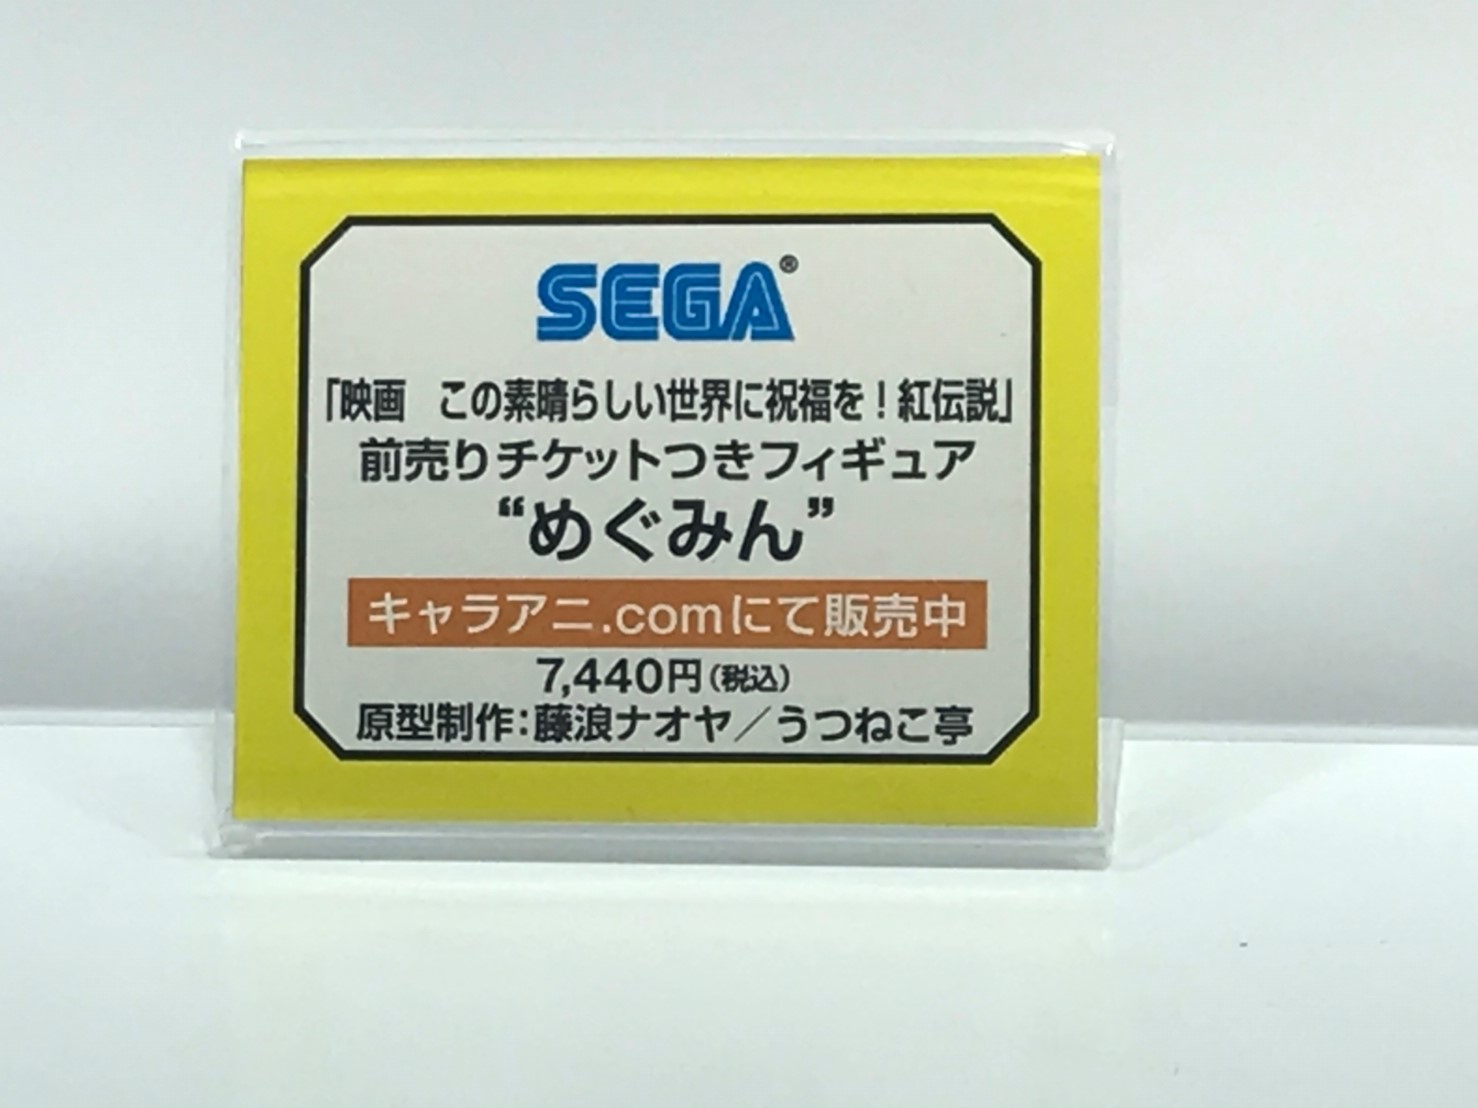 SEGA®
「映画　この素晴らしい世界に祝福を！紅伝説」
前売りチケットつきフィギュア
“めぐみん”
キャラアニ.comにて販売中
7,440円（税込）
原型制作：藤浪ナオヤ／うつねこ亭